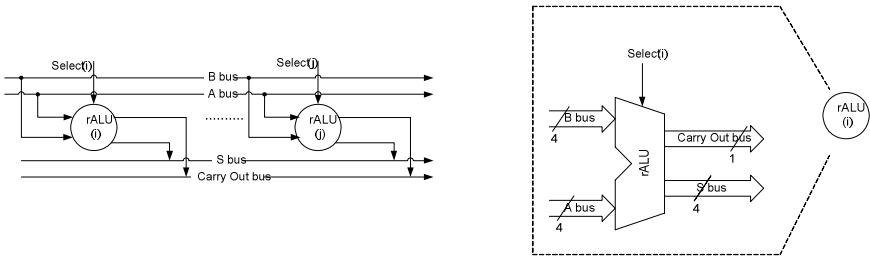 Select(i)
Select(j)
B bus
A bus
rALU
(i)
rALU
(j)
S bus
Carry Out bus
Select(i)
B bus
4
rALU
Carry Out bus
1
S bus
4
A bus
4
rALU
(i)